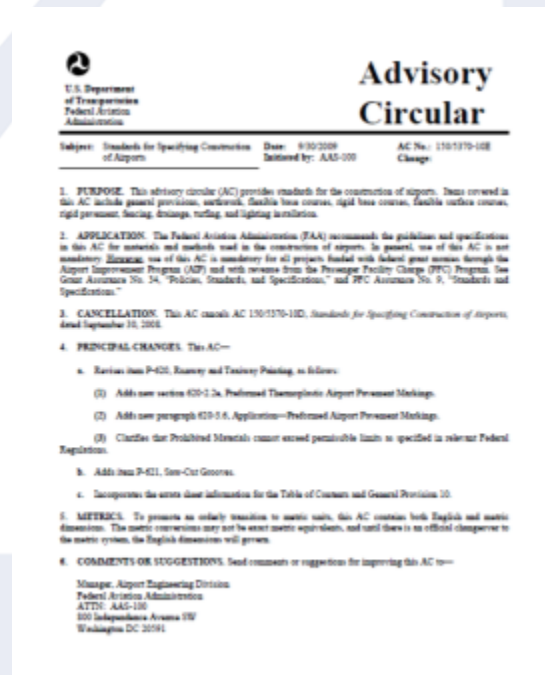 Advisory
Circular
U.S. Department
of Transportation
Federal Aviation
Administration
Subject: Standards for Specifying Construction
of Airports
Date: 9/30/2009
Initiated by: AAS-100
AC No.: 150/5370-10E
Change:
1. PURPOSE. This advisory circular (AC) provides standards for the construction of airports. Items covered in
this AC include general provisions, earthwork, flexible base courses, rigid base courses, flexible surface courses,
rigid pavement, fencing, drainage, turfing, and lighting installation.
2. APPLICATION. The Federal Aviation Administration (FAA) recommends the guidelines and specifications
in this AC for materials and methods used in the construction of airports. In general, use of this AC is not
mandatory. However, use of this AC is mandatory for all projects funded with federal grant monies through the
Airport Improvement Program (AIP) and with revenue from the Passenger Facility Charge (PFC) Program. See
Grant Assurance No. 34, "Policies, Standards, and Specifications," and PFC Assurance No. 9, "Standards and
Specifications."
3. CANCELLATION. This AC cancels AC 150/5370-10D, Standards for Specifying Construction of Airports,
dated September 30, 2008.
4. PRINCIPAL CHANGES. This AC—
a. Revises item P-620, Runway and Taxiway Painting, as follows:
(1) Adds new section 620-2.2e, Preformed Thermoplastic Airport Pavement Markings.
(2) Adds new paragraph 620-3.6, Application—Preformed Airport Pavement Markings.
(3) Clarifies that Prohibited Materials cannot exceed permissible limits as specified in relevant Federal
Regulations.
b. Adds item P-621, Saw-Cut Grooves.
c. Incorporates the errata sheet information for the Table of Contents and General Provision 10.
5. METRICS. To promote an orderly transition to metric units, this AC contains both English and metric
dimensions. The metric conversions may not be exact metric equivalents, and until there is an official changeover to
the metric system, the English dimensions will govern.
6. COMMENTS OR SUGGESTIONS. Send comments or suggestions for improving this AC to—
Manager, Airport Engineering Division
Federal Aviation Administration
ATTN: AAS-100
800 Independence Avenue SW
Washington DC 20591